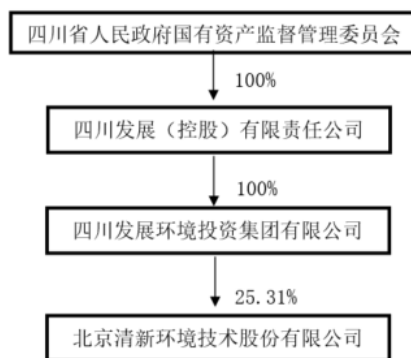 四川省人民政府国有资产监督管理委员会
100%
四川发展（控股）有限责任公司
100%
四川发展环境投资集团有限公司
25.31%
北京清新环境技术股份有限公司